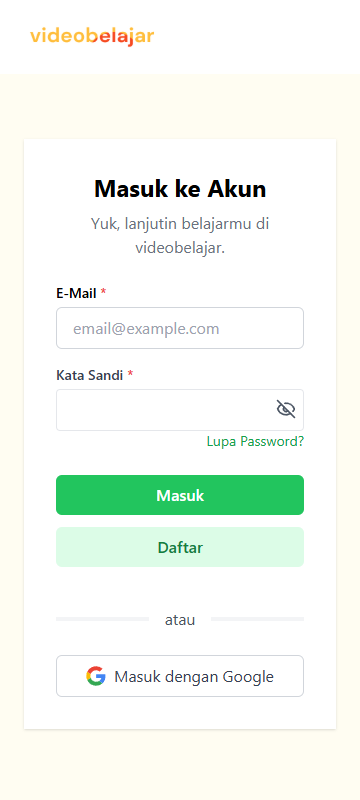 videobelajar
Masuk ke Akun
Yuk, lanjutin belajarmu di
videobelajar.
E-Mail *
email@example.com
Kata Sandi *
Lupa Password?
Masuk
Daftar
atau
Masuk dengan Google